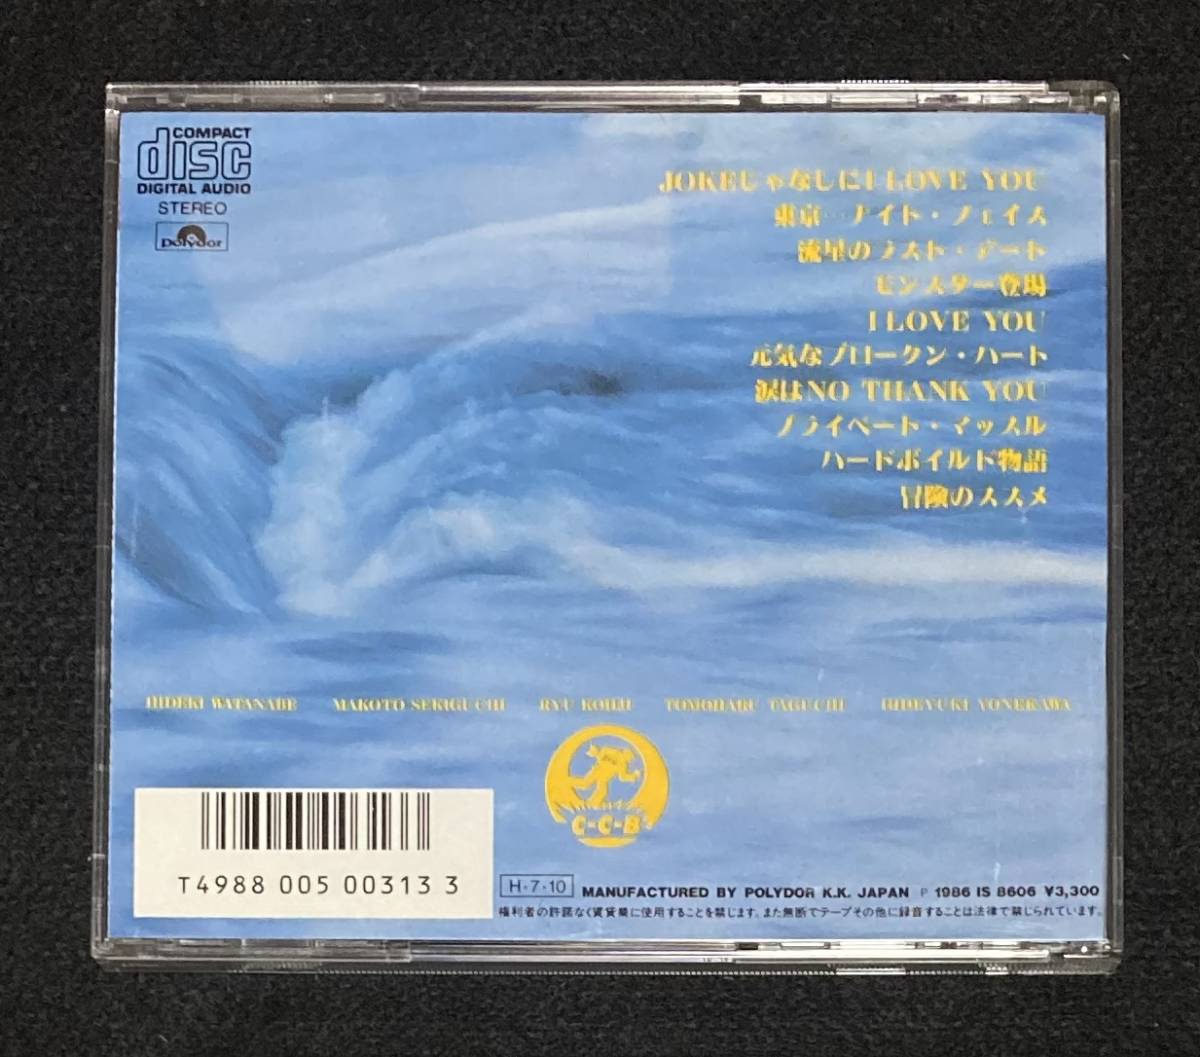 COMPACT
disc
DIGITAL AUDIO
STEREO
Polydor
JOKEじゃなしにI LOVE YOU
東京…ナイト・フェイス
流星のラスト・デート
モンスター登場
I LOVE YOU
元気なブロークン・ハート
涙はNO THANK YOU
プライベート・マッスル
ハードボイルド物語
冒険のススメ
HIDEKI WATANABE MAKOTO SEKIGUCHI RYU KOHJI TOMOHARU TAGUCHI HIDEYUKI YONEKAWA
C-C-B
T4988 005 00313 3
H・7・10 MANUFACTURED BY POLYDOR K.K. JAPAN Ⓟ 1986 IS 8606 ¥3,300
権利者の許諾なく賃貸業に使用することを禁じます。また無断でテープその他に録音することは法律で禁じられています。